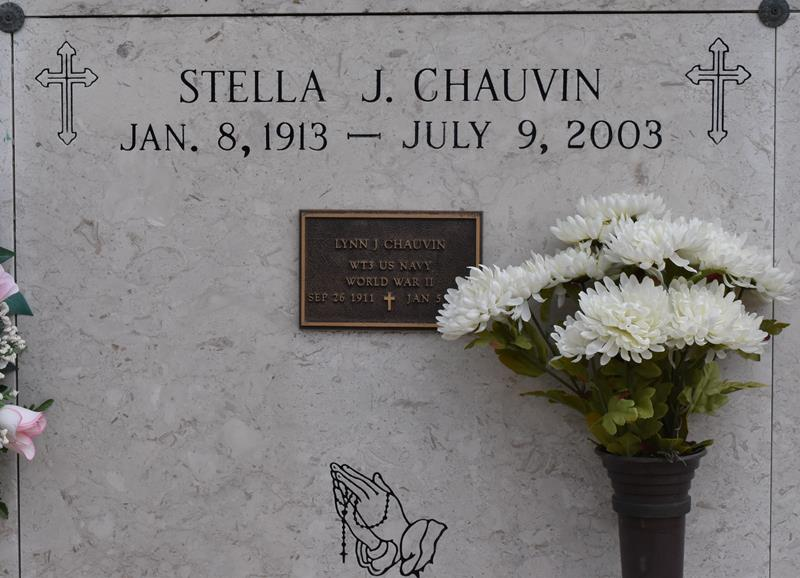 STELLA J. CHAUVIN
JAN. 8, 1913 — JULY 9, 2003
LYNN J CHAUVIN
WT3 US NAVY
WORLD WAR II
SEP 26 1911 JAN 5